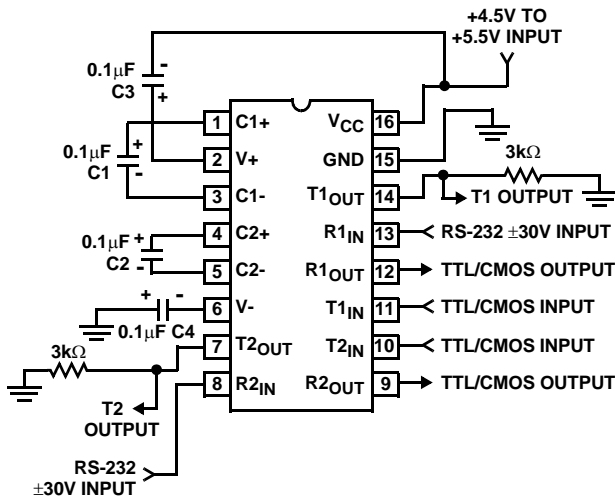 +4.5V TO
+5.5V INPUT
0.1μF
-
C3
+
1 C1+ VCC 16
+
0.1μF
C1
-
2 V+ GND 15
3kΩ
3 C1- T1OUT 14
T1 OUTPUT
4 C2+ R1IN 13 RS-232 ±30V INPUT
0.1μF
+
C2
-
5 C2- R1OUT 12 TTL/CMOS OUTPUT
+ -
6 V- T1IN 11 TTL/CMOS INPUT
0.1μF C4
7 T2OUT T2IN 10 TTL/CMOS INPUT
3kΩ
8 R2IN R2OUT 9 TTL/CMOS OUTPUT
T2
OUTPUT
RS-232
±30V INPUT